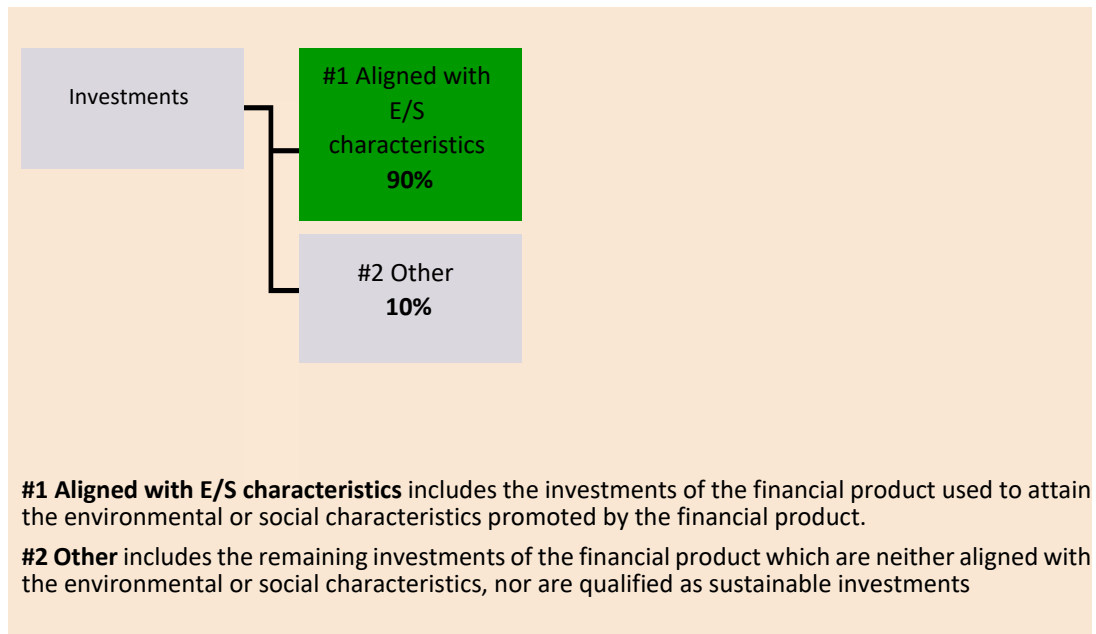 Investments
#1 Aligned with
E/S
characteristics
90%
#2 Other
10%
#1 Aligned with E/S characteristics includes the investments of the financial product used to attain
the environmental or social characteristics promoted by the financial product.
#2 Other includes the remaining investments of the financial product which are neither aligned with
the environmental or social characteristics, nor are qualified as sustainable investments